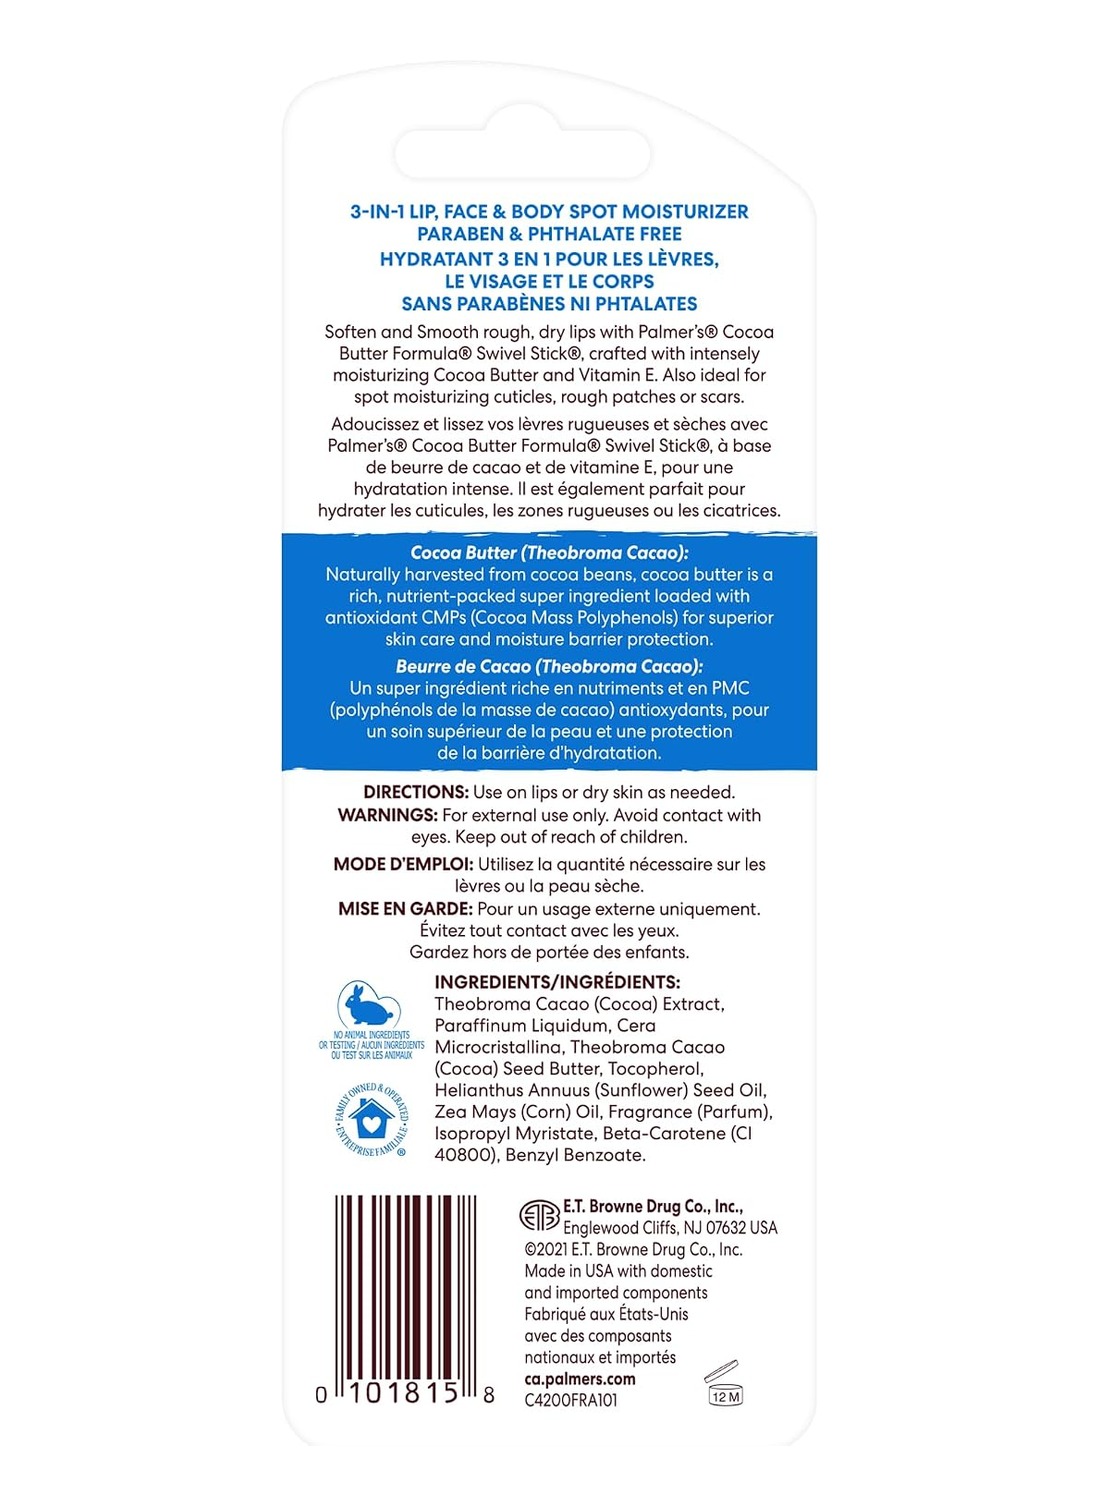 3-IN-1 LIP, FACE & BODY SPOT MOISTURIZER
PARABEN & PHTHALATE FREE
HYDRATANT 3 EN 1 POUR LES LÈVRES,
LE VISAGE ET LE CORPS
SANS PARABÈNES NI PHTALATES
Soften and Smooth rough, dry lips with Palmer's® Cocoa
Butter Formula® Swivel Stick®, crafted with intensely
moisturizing Cocoa Butter and Vitamin E. Also ideal for
spot moisturizing cuticles, rough patches or scars.
Adoucissez et lissez vos lèvres rugueuses et sèches avec
Palmer's® Cocoa Butter Formula® Swivel Stick®, à base
de beurre de cacao et de vitamine E, pour une
hydratation intense. Il est également parfait pour
hydrater les cuticules, les zones rugueuses ou les cicatrices.
Cocoa Butter (Theobroma Cacao):
Naturally harvested from cocoa beans, cocoa butter is a
rich, nutrient-packed super ingredient loaded with
antioxidant CMPs (Cocoa Mass Polyphenols) for superior
skin care and moisture barrier protection.
Beurre de Cacao (Theobroma Cacao):
Un super ingrédient riche en nutriments et en PMC
(polyphénols de la masse de cacao) antioxydants, pour
un soin supérieur de la peau et une protection
de la barrière d'hydratation.
DIRECTIONS: Use on lips or dry skin as needed.
WARNINGS: For external use only. Avoid contact with
eyes. Keep out of reach of children.
MODE D'EMPLOI: Utilisez la quantité nécessaire sur les
lèvres ou la peau sèche.
MISE EN GARDE: Pour un usage externe uniquement.
Évitez tout contact avec les yeux.
Gardez hors de portée des enfants.
NO ANIMAL INGREDIENTS
OR TESTING / AUCUN INGRÉDIENTS
OU TEST SUR LES ANIMAUX
FAMILY OWNED & OPERATED
ENTREPRISE FAMILIALE ®
INGREDIENTS/INGRÉDIENTS:
Theobroma Cacao (Cocoa) Extract,
Paraffinum Liquidum, Cera
Microcristallina, Theobroma Cacao
(Cocoa) Seed Butter, Tocopherol,
Helianthus Annuus (Sunflower) Seed Oil,
Zea Mays (Corn) Oil, Fragrance (Parfum),
Isopropyl Myristate, Beta-Carotene (CI
40800), Benzyl Benzoate.
0 101815 8
ETB
E.T. Browne Drug Co., Inc.,
Englewood Cliffs, NJ 07632 USA
©2021 E.T. Browne Drug Co., Inc.
Made in USA with domestic
and imported components
Fabriqué aux États-Unis
avec des composants
nationaux et importés
ca.palmers.com
C4200FRA101
12 M